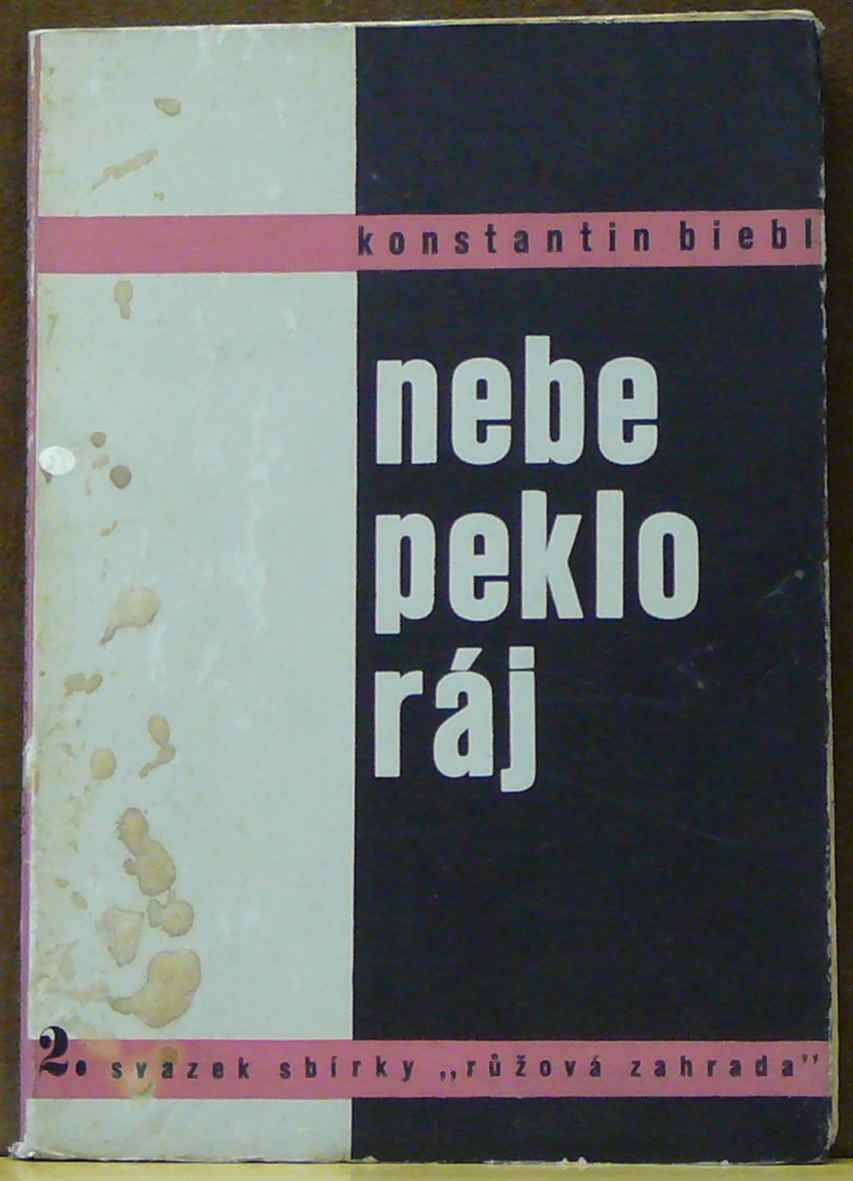 konstantin biebl
nebe
peklo
ráj
2. svazek sbírky „růžová zahrada”